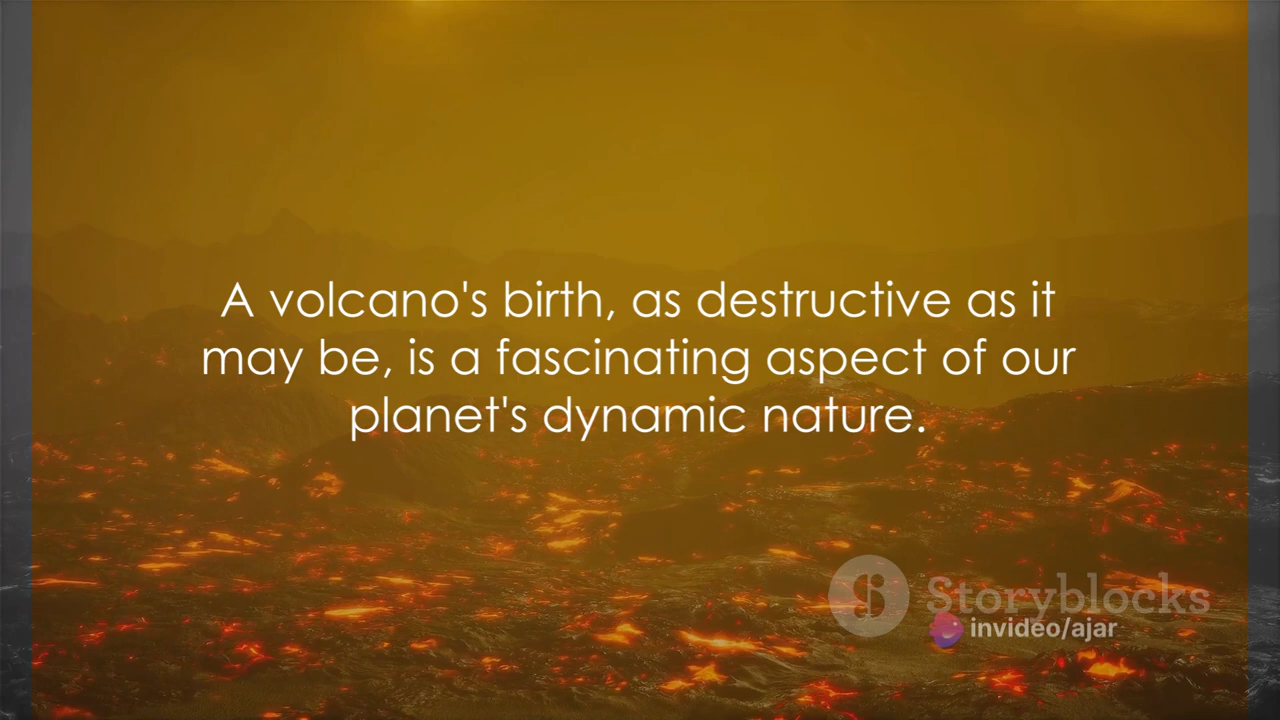 A volcano's birth, as destructive as it
may be, is a fascinating aspect of our
planet's dynamic nature.
Storyblocks
invideo/ajar